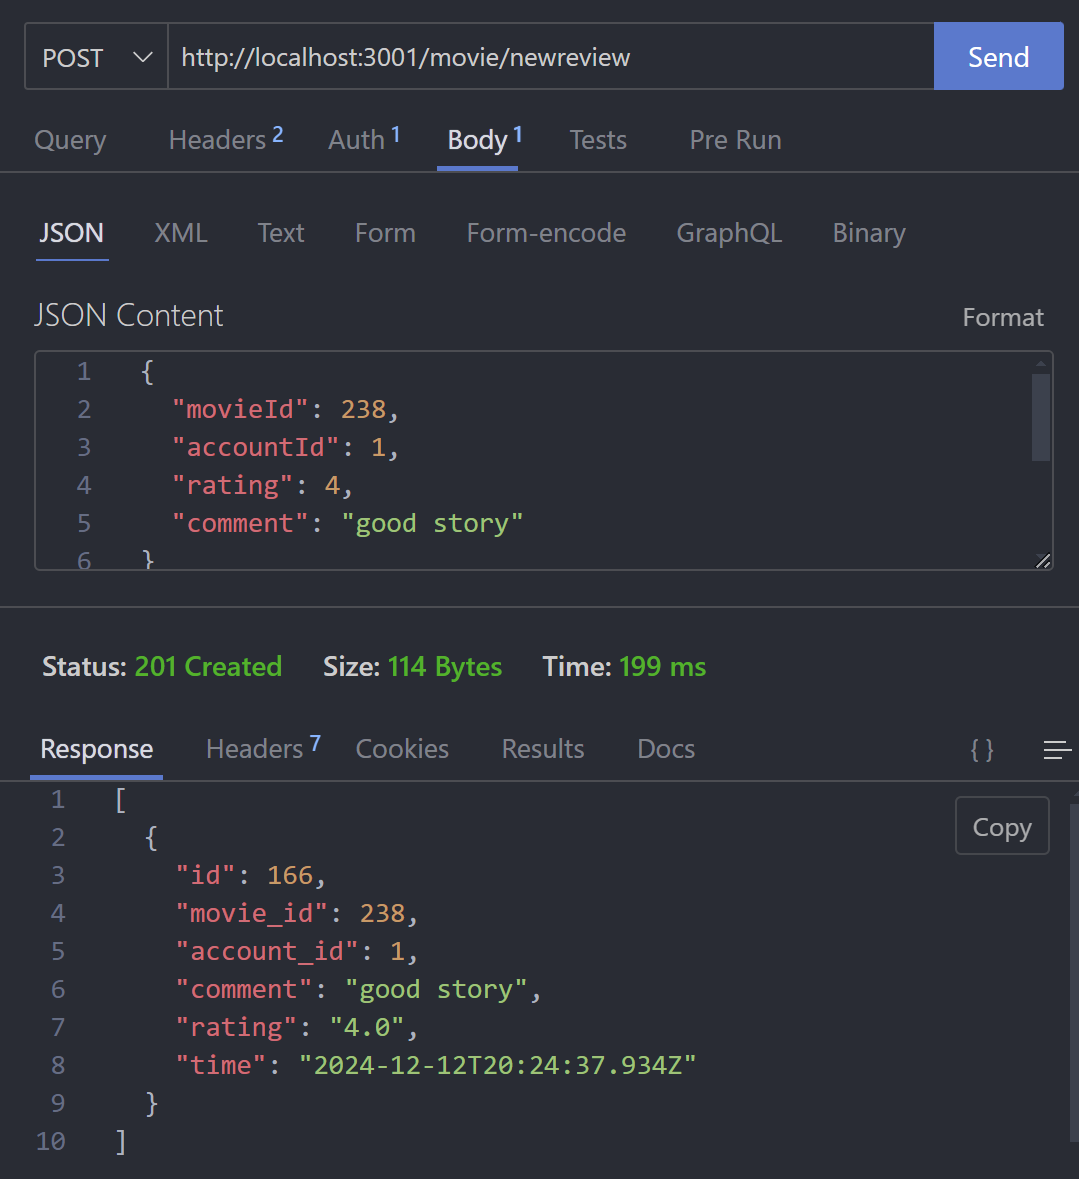 POST http://localhost:3001/movie/newreview Send
Query Headers 2 Auth 1 Body 1 Tests Pre Run
JSON XML Text Form Form-encode GraphQL Binary
JSON Content Format
1 {
2 "movieId": 238,
3 "accountId": 1,
4 "rating": 4,
5 "comment": "good story"
6 }
Status: 201 Created Size: 114 Bytes Time: 199 ms
Response Headers 7 Cookies Results Docs { }
1 [
Copy
2 {
3 "id": 166,
4 "movie_id": 238,
5 "account_id": 1,
6 "comment": "good story",
7 "rating": "4.0",
8 "time": "2024-12-12T20:24:37.934Z"
9 }
10 ]